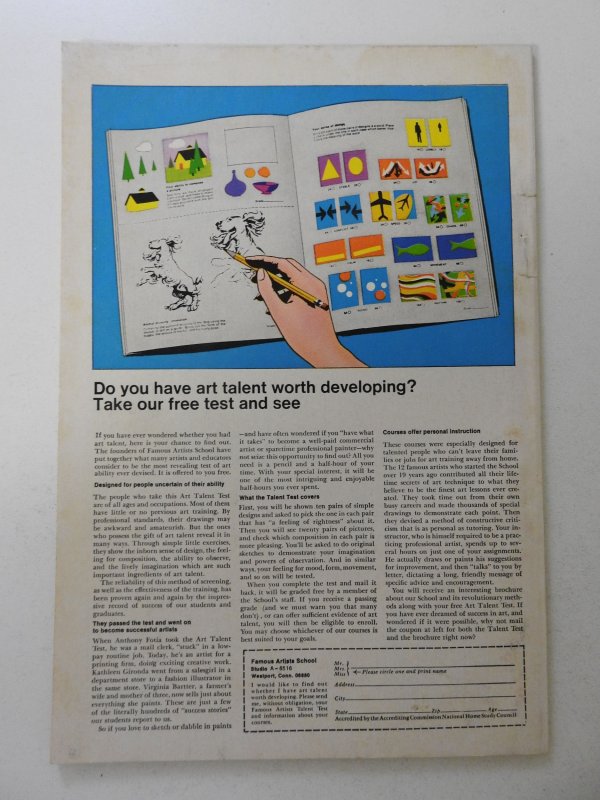 Your sense of design
Do you have art talent worth developing?
Take our free test and see
If you have ever wondered whether you had
art talent, here is your chance to find out.
The founders of Famous Artists School have
put together what many artists and educators
consider to be the most revealing test of art
ability ever devised. It is offered to you free.
Designed for people uncertain of their ability
The people who take this Art Talent Test
are of all ages and occupations. Most of them
have little or no previous art training. By
professional standards, their drawings may
be awkward and amateurish. But the ones
who possess the gift of art talent reveal it in
many ways. Through simple little exercises,
they show the inborn sense of design, the feel-
ing for composition, the ability to observe,
and the lively imagination which are such
important ingredients of art talent.
The reliability of this method of screening,
as well as the effectiveness of the training, has
been proven again and again by the impres-
sive record of success of our students and
graduates.
They passed the test and went on
to become successful artists
When Anthony Fotia took the Art Talent
Test, he was a mail clerk, "stuck" in a low-
pay routine job. Today, he's an artist for a
printing firm, doing exciting creative work.
Kathleen Gironda went from a salesgirl in a
department store to a fashion illustrator in
the same store. Virginia Bartter, a farmer's
wife and mother of three, now sells just about
everything she paints. These are just a few
of the literally hundreds of "success stories"
our students report to us.
So if you love to sketch or dabble in paints
—and have often wondered if you "have what
it takes" to become a well-paid commercial
artist or sparetime professional painter—why
not seize this opportunity to find out? All you
need is a pencil and a half-hour of your
time. With your special interest, it will be
one of the most intriguing and enjoyable
half-hours you ever spent.
What the Talent Test covers
First, you will be shown ten pairs of simple
designs and asked to pick the one in each pair
that has "a feeling of rightness" about it.
Then you will see twenty pairs of pictures,
and check which composition in each pair is
more pleasing. You'll be asked to do original
sketches to demonstrate your imagination
and powers of observation. And in similar
ways, your feeling for mood, form, movement,
and so on will be tested.
When you complete the test and mail it
back, it will be graded free by a member of
the School's staff. If you receive a passing
grade (and we must warn you that many
don't), or can offer sufficient evidence of art
talent, you will then be eligible to enroll.
You may choose whichever of our courses is
best suited to your goals.
Courses offer personal instruction
These courses were especially designed for
talented people who can't leave their fami-
lies or jobs for art training away from home.
The 12 famous artists who started the School
over 19 years ago contributed all their life-
time secrets of art technique to what they
believe to be the finest art lessons ever cre-
ated. They took time out from their own
busy careers and made thousands of special
drawings to demonstrate each point. Then
they devised a method of constructive criti-
cism that is as personal as tutoring. Your in-
structor, who is himself required to be a prac-
ticing professional artist, spends up to sev-
eral hours on just one of your assignments.
He actually draws or paints his suggestions
for improvement, and then "talks" to you by
letter, dictating a long, friendly message of
specific advice and encouragement.
You will receive an interesting brochure
about our School and its revolutionary meth-
ods along with your free Art Talent Test. If
you have ever dreamed of success in art, and
wondered if it were possible, why not mail
the coupon at left for both the Talent Test
and the brochure right now?
Famous Artists School
Studio A-8516
Westport, Conn. 06880
I would like to find out
whether I have art talent
worth developing. Please send
me, without obligation, your
Famous Artists Talent Test
and information about your
courses.
Mr.
Mrs.
Miss
Please circle one and print name
Address
City
State Zip Age
Accredited by the Accrediting Commission National Home Study Council